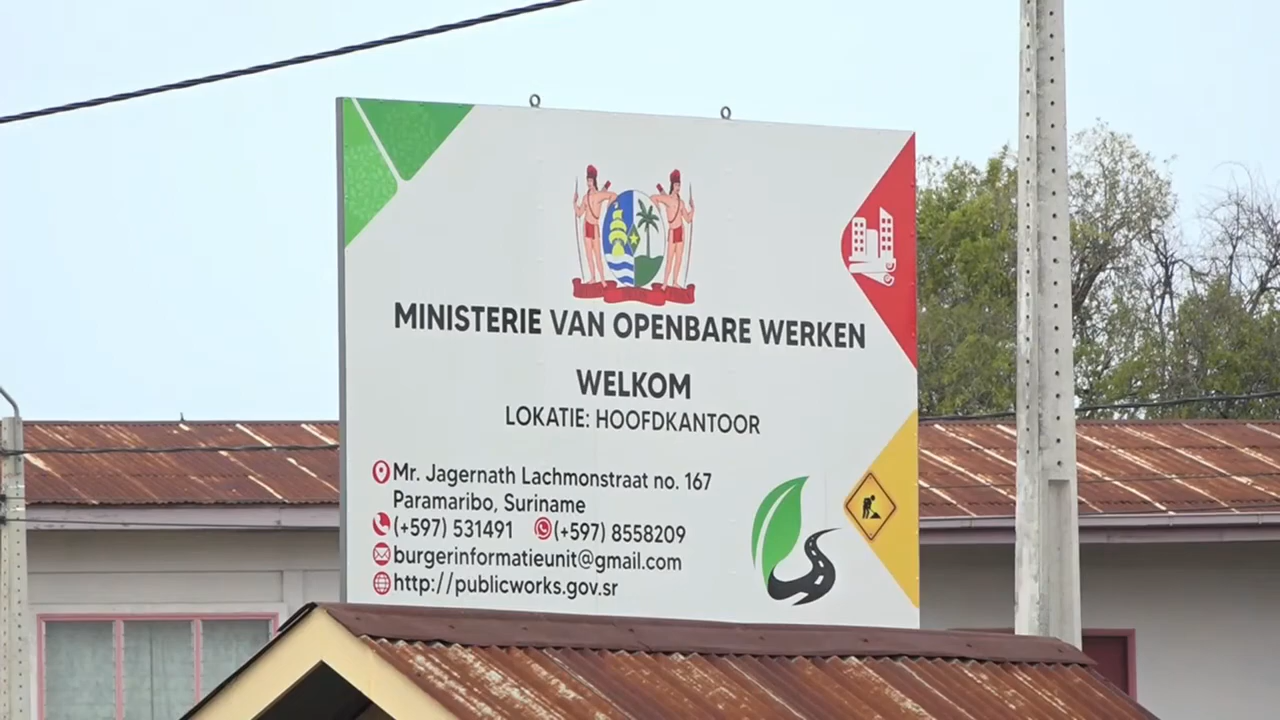 MINISTERIE VAN OPENBARE WERKEN
WELKOM
LOKATIE: HOOFDKANTOOR
Mr. Jagernath Lachmonstraat no. 167
Paramaribo, Suriname
(+597) 531491 (+597) 8558209
burgerinformatieunit@gmail.com
http://publicworks.gov.sr